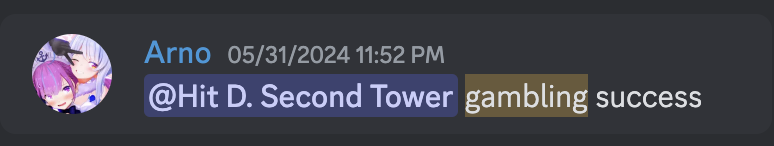 Arno 05/31/2024 11:52 PM
@Hit D. Second Tower gambling success